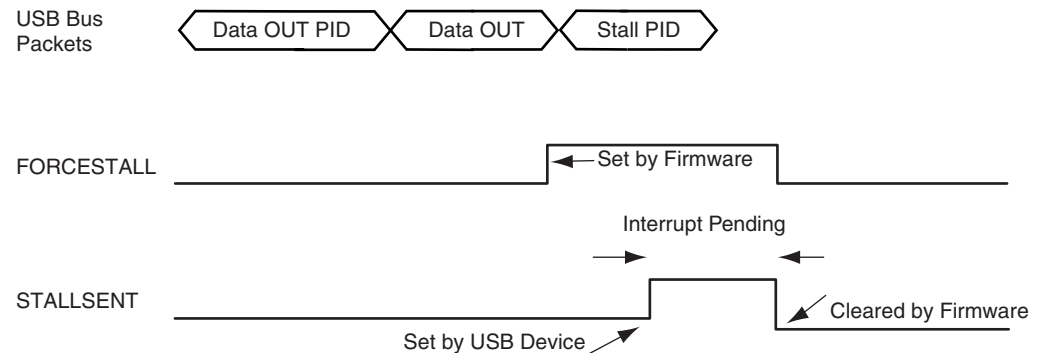 USB Bus
Packets
Data OUT PID
Data OUT
Stall PID
FORCESTALL
Set by Firmware
Interrupt Pending
STALLSENT
Cleared by Firmware
Set by USB Device